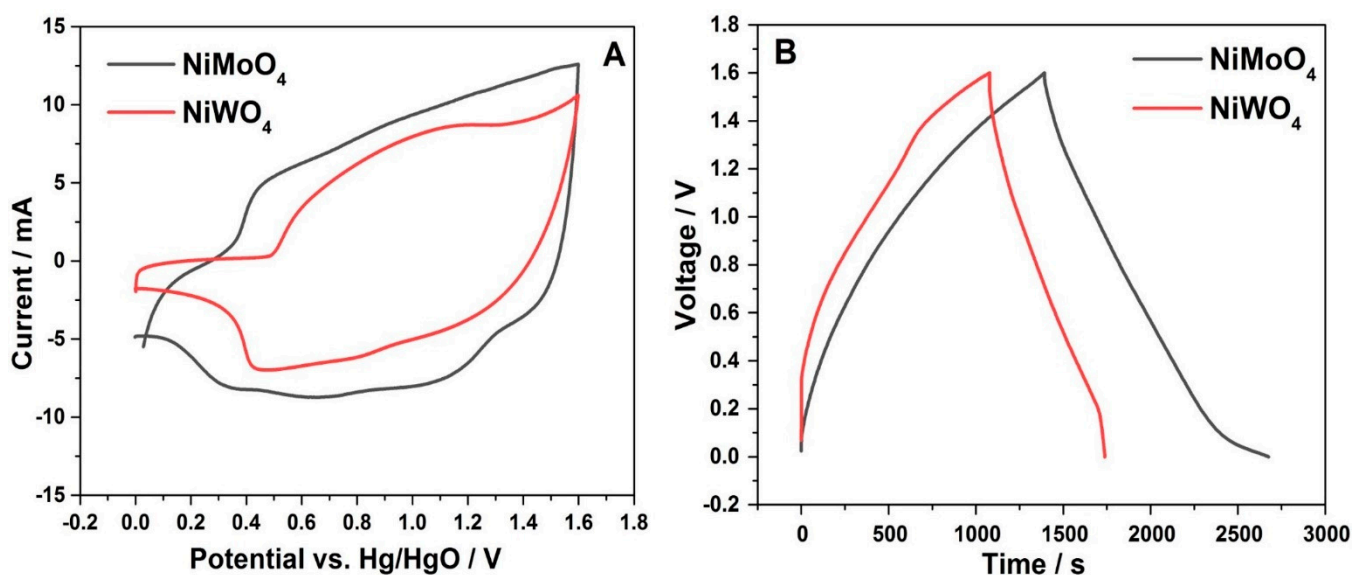 A
NiMoO₄
NiWO₄
15
10
5
0
-5
-10
-15
Current / mA
-0.2 0.0 0.2 0.4 0.6 0.8 1.0 1.2 1.4 1.6 1.8
Potential vs. Hg/HgO / V
B
NiMoO₄
NiWO₄
1.8
1.6
1.4
1.2
1.0
0.8
0.6
0.4
0.2
0.0
-0.2
Voltage / V
0 500 1000 1500 2000 2500 3000
Time / s